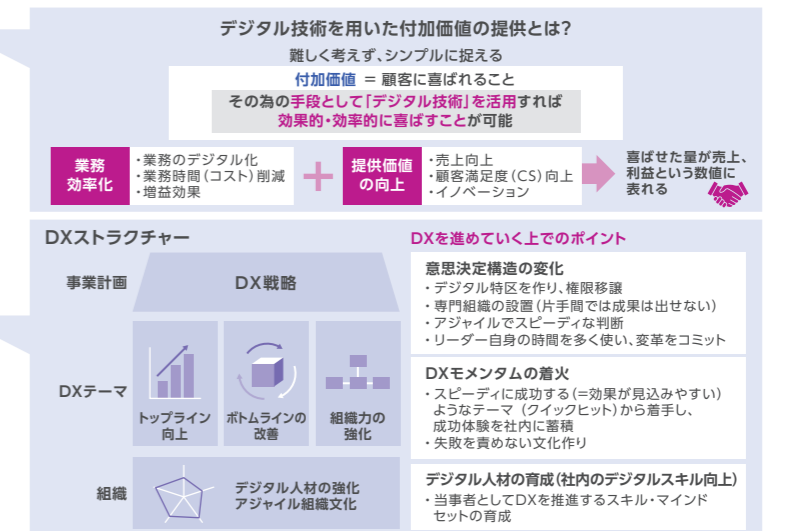 デジタル技術を用いた付加価値の提供とは?
難しく考えず、シンプルに捉える
付加価値 = 顧客に喜ばれること
その為の手段として「デジタル技術」を活用すれば
効果的・効率的に喜ばすことが可能
業務
効率化
・業務のデジタル化
・業務時間(コスト)削減
・増益効果
+
提供価値
の向上
・売上向上
・顧客満足度(CS)向上
・イノベーション
喜ばせた量が売上、
利益という数値に
表れる
DXストラクチャー
事業計画
DX戦略
DXテーマ
トップライン
向上
ボトムラインの
改善
組織力の
強化
組織
デジタル人材の強化
アジャイル組織文化
DXを進めていく上でのポイント
意思決定構造の変化
・デジタル特区を作り、権限移譲
・専門組織の設置(片手間では成果は出せない)
・アジャイルでスピーディな判断
・リーダー自身の時間を多く使い、変革をコミット
DXモメンタムの着火
・スピーディに成功する(=効果が見込みやすい)
ようなテーマ(クイックヒット)から着手し、
成功体験を社内に蓄積
・失敗を責めない文化作り
デジタル人材の育成(社内のデジタルスキル向上)
・当事者としてDXを推進するスキル・マインド
セットの育成